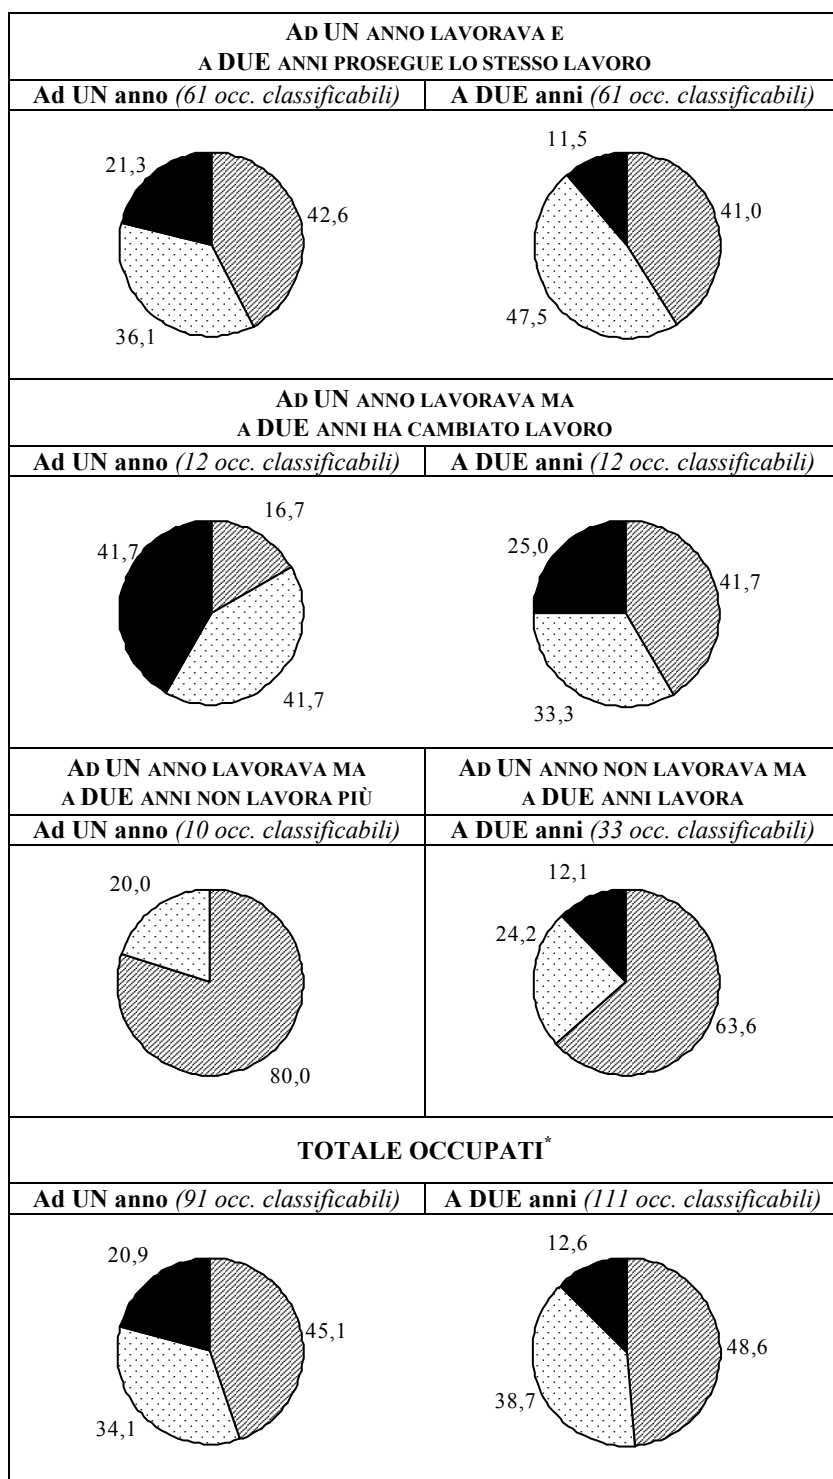 AD UN ANNO LAVORAVA E
A DUE ANNI PROSEGUE LO STESSO LAVORO
Ad UN anno (61 occ. classificabili)
A DUE anni (61 occ. classificabili)
21,3
42,6
36,1
11,5
41,0
47,5
AD UN ANNO LAVORAVA MA
A DUE ANNI HA CAMBIATO LAVORO
Ad UN anno (12 occ. classificabili)
A DUE anni (12 occ. classificabili)
16,7
41,7
41,7
25,0
41,7
33,3
AD UN ANNO LAVORAVA MA
A DUE ANNI NON LAVORA PIÙ
AD UN ANNO NON LAVORAVA MA
A DUE ANNI LAVORA
Ad UN anno (10 occ. classificabili)
A DUE anni (33 occ. classificabili)
20,0
80,0
12,1
24,2
63,6
TOTALE OCCUPATI*
Ad UN anno (91 occ. classificabili)
A DUE anni (111 occ. classificabili)
20,9
45,1
34,1
12,6
48,6
38,7